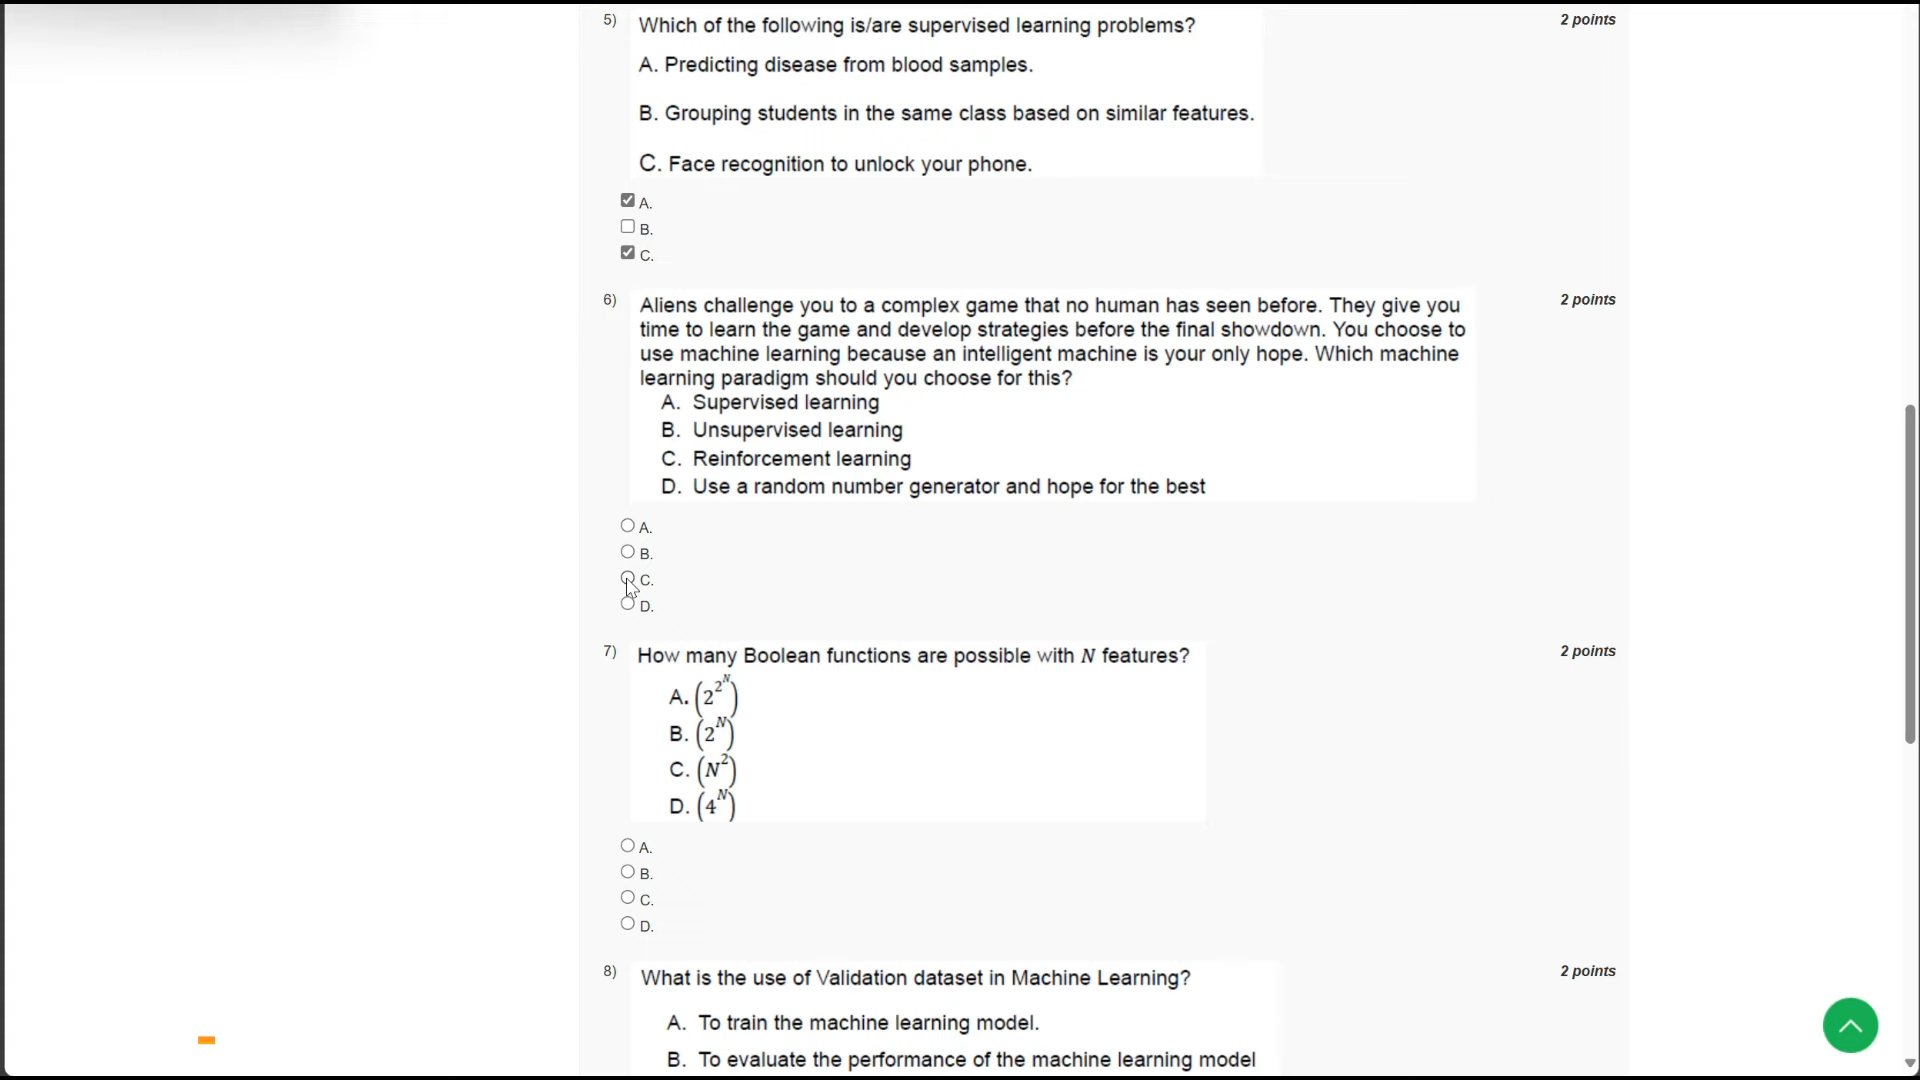 5) Which of the following is/are supervised learning problems? 2 points
A. Predicting disease from blood samples.
B. Grouping students in the same class based on similar features.
C. Face recognition to unlock your phone.
A.
B.
C.
6) Aliens challenge you to a complex game that no human has seen before. They give you 2 points
time to learn the game and develop strategies before the final showdown. You choose to
use machine learning because an intelligent machine is your only hope. Which machine
learning paradigm should you choose for this?
A. Supervised learning
B. Unsupervised learning
C. Reinforcement learning
D. Use a random number generator and hope for the best
A.
B.
C.
D.
7) How many Boolean functions are possible with N features? 2 points
A. (2^{2^N})
B. (2^N)
C. (N^2)
D. (4^N)
A.
B.
C.
D.
8) What is the use of Validation dataset in Machine Learning? 2 points
A. To train the machine learning model.
B. To evaluate the performance of the machine learning model